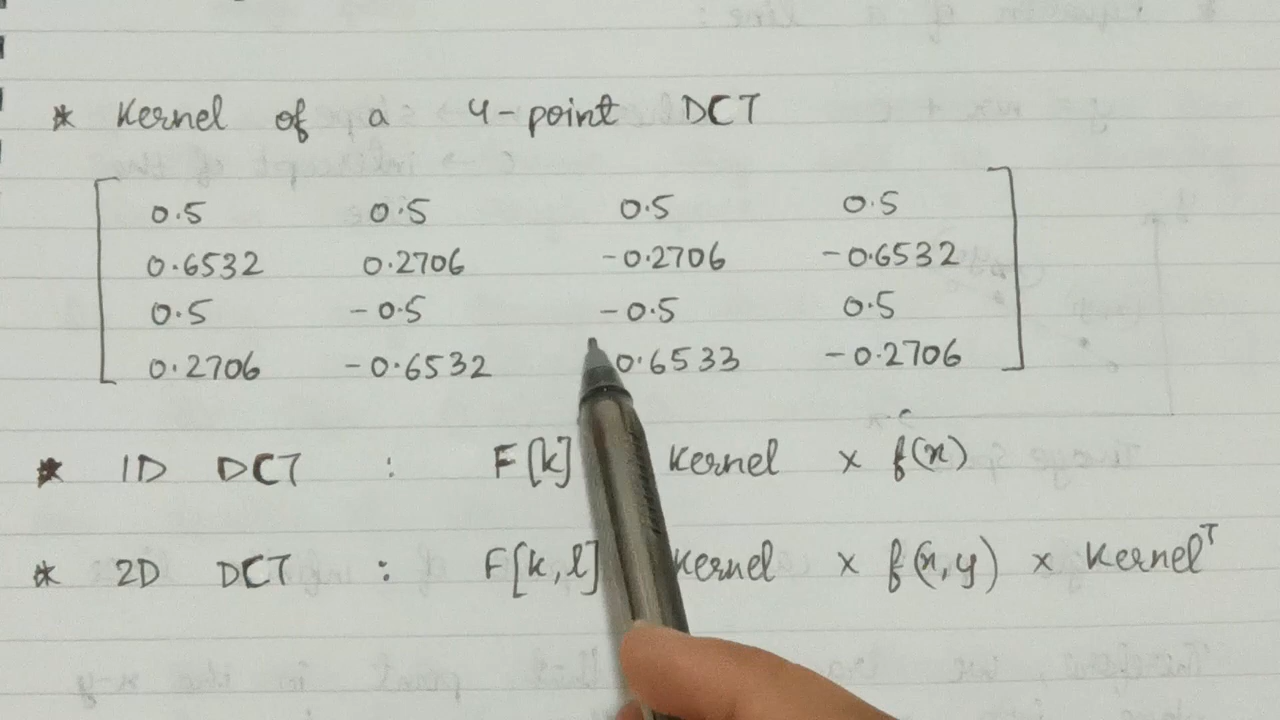 * Kernel of a 4-point DCT
0.5 0.5 0.5 0.5
0.6532 0.2706 -0.2706 -0.6532
0.5 -0.5 -0.5 0.5
0.2706 -0.6532 0.6533 -0.2706
* 1D DCT : F[k] Kernel × f(x)
* 2D DCT : F[k,l] Kernel × f(x,y) × Kernelᵀ